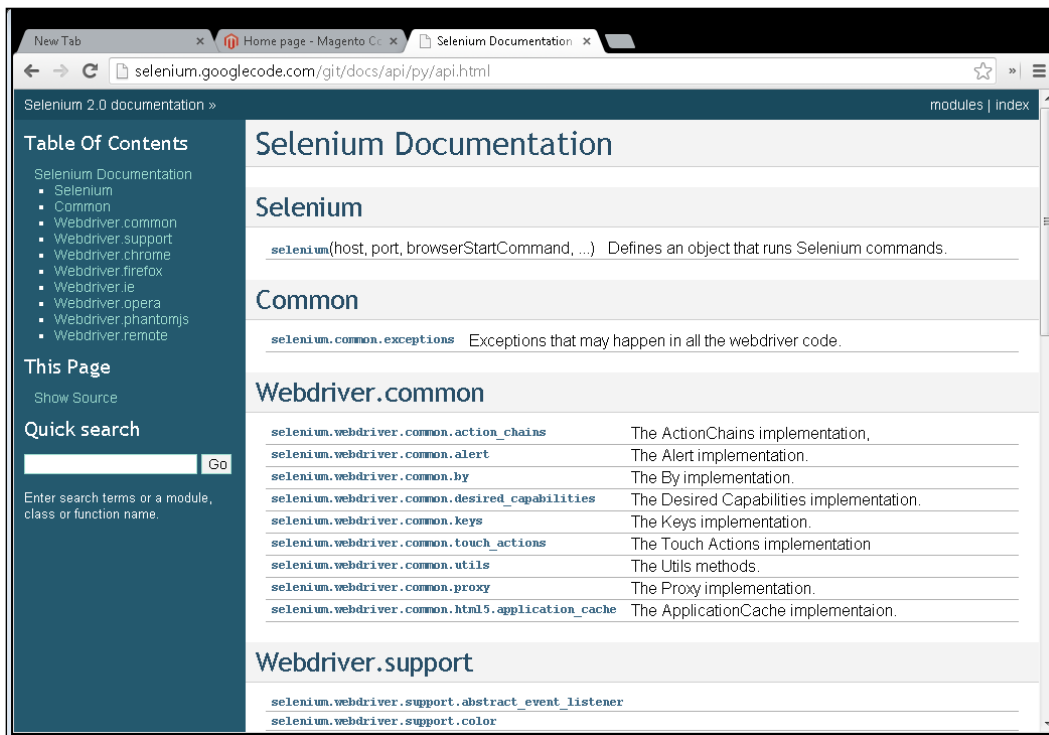 New Tab
Home page - Magento Co
Selenium Documentation
selenium.googlecode.com/git/docs/api/py/api.html
»
Selenium 2.0 documentation »
modules | index
Table Of Contents
Selenium Documentation
Selenium
Common
Webdriver.common
Webdriver.support
Webdriver.chrome
Webdriver.firefox
Webdriver.ie
Webdriver.opera
Webdriver.phantomjs
Webdriver.remote
This Page
Show Source
Quick search
Go
Enter search terms or a module,
class or function name.
Selenium Documentation
Selenium
selenium(host, port, browserStartCommand, ...) Defines an object that runs Selenium commands.
Common
selenium.common.exceptions Exceptions that may happen in all the webdriver code.
Webdriver.common
selenium.webdriver.common.action_chains The ActionChains implementation,
selenium.webdriver.common.alert The Alert implementation.
selenium.webdriver.common.by The By implementation.
selenium.webdriver.common.desired_capabilities The Desired Capabilities implementation.
selenium.webdriver.common.keys The Keys implementation.
selenium.webdriver.common.touch_actions The Touch Actions implementation
selenium.webdriver.common.utils The Utils methods.
selenium.webdriver.common.proxy The Proxy implementation.
selenium.webdriver.common.html5.application_cache The ApplicationCache implementaion.
Webdriver.support
selenium.webdriver.support.abstract_event_listener
selenium.webdriver.support.color